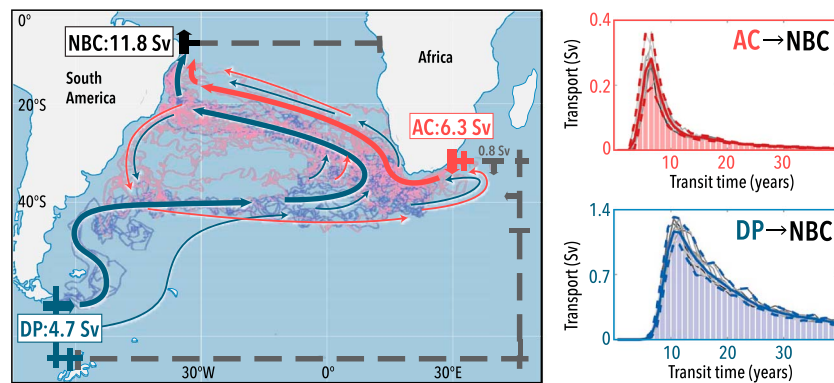 NBC:11.8 Sv
0°
South
America
Africa
20°S
AC:6.3 Sv
0.8 Sv
40°S
DP:4.7 Sv
30°W
0°
30°E
0.4
AC→NBC
Transport (Sv)
0.2
0
10
20
30
Transit time (years)
1.4
DP→NBC
Transport (Sv)
0.7
0
10
20
30
Transit time (years)